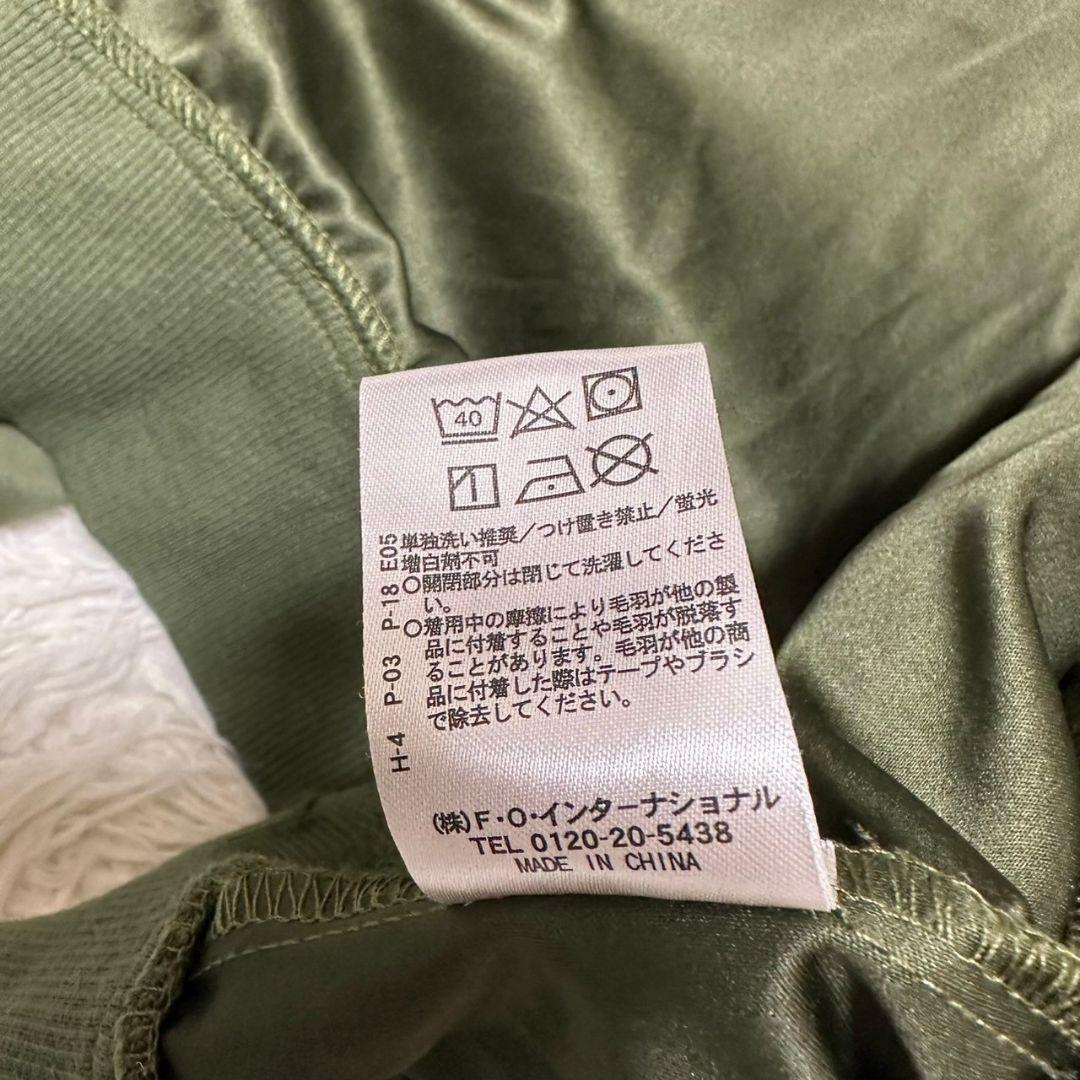 40
単独洗い推奨/つけ置き禁止/蛍光
増白剤不可
○開閉部分は閉じて洗濯してくださ
い。
○着用中の摩擦により毛羽が他の製
品に付着することや毛羽が脱落す
ることがあります。毛羽が他の商
品に付着した際はテープやブラシ
で除去してください。
H-4 P-03 P-18 E05
(株)F・O・インターナショナル
TEL 0120-20-5438
MADE IN CHINA